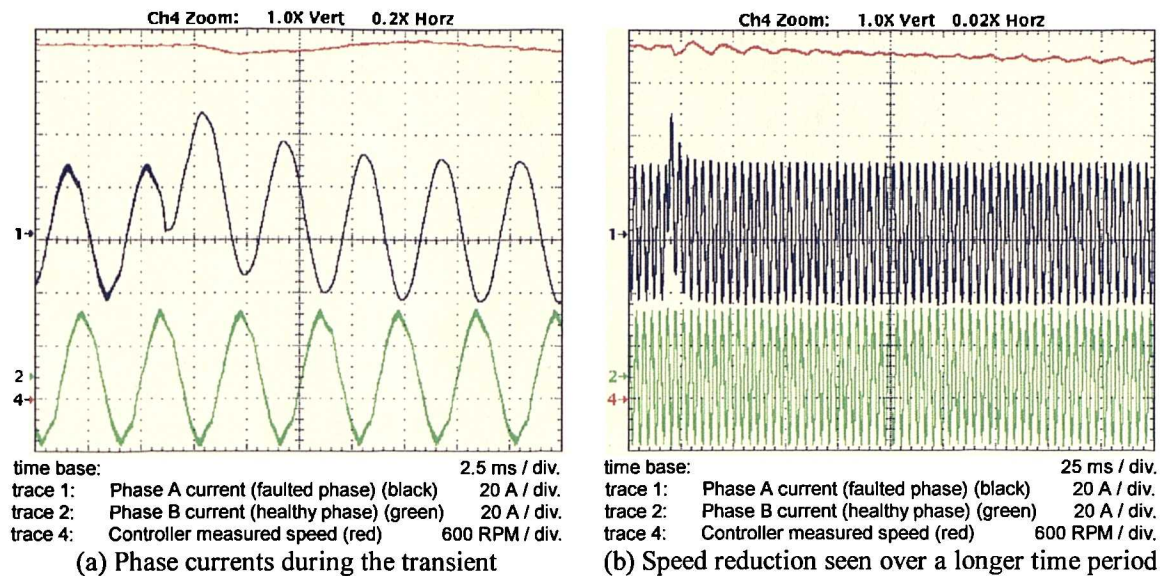 Ch4 Zoom: 1.0X Vert 0.2X Horz
1
2
4
time base: 2.5 ms / div.
trace 1: Phase A current (faulted phase) (black) 20 A / div.
trace 2: Phase B current (healthy phase) (green) 20 A / div.
trace 4: Controller measured speed (red) 600 RPM / div.
(a) Phase currents during the transient
Ch4 Zoom: 1.0X Vert 0.02X Horz
1
2
4
time base: 25 ms / div.
trace 1: Phase A current (faulted phase) (black) 20 A / div.
trace 2: Phase B current (healthy phase) (green) 20 A / div.
trace 4: Controller measured speed (red) 600 RPM / div.
(b) Speed reduction seen over a longer time period